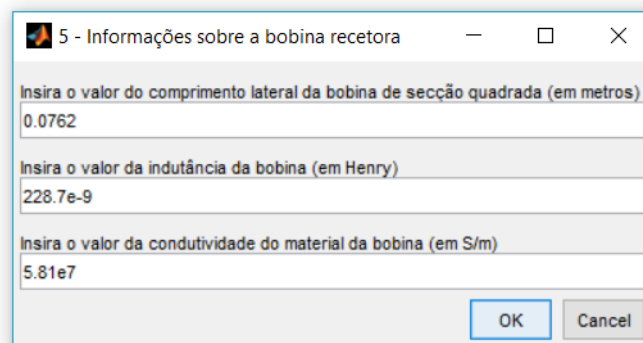 5 - Informações sobre a bobina recetora
Insira o valor do comprimento lateral da bobina de secção quadrada (em metros)
0.0762
Insira o valor da indutância da bobina (em Henry)
228.7e-9
Insira o valor da condutividade do material da bobina (em S/m)
5.81e7
OK Cancel